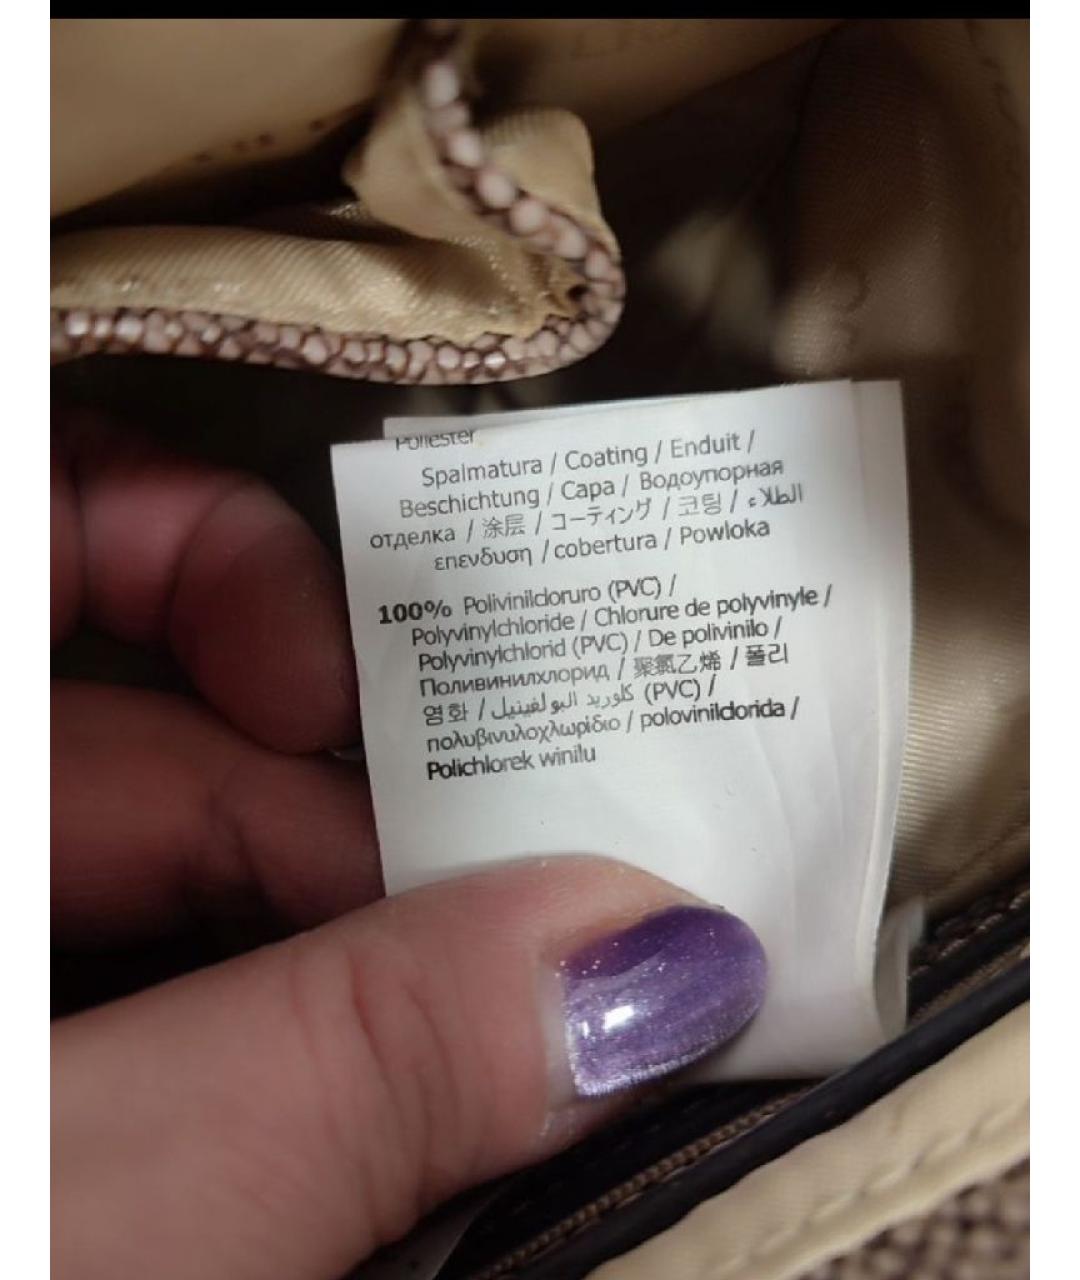 Poliester
Spalmatura / Coating / Enduit /
Beschichtung / Capa / Водоупорная
отделка / 涂层 / コーティング / 코팅 / الطلاء
επενδυση / cobertura / Powloka
100% Polivinilcloruro (PVC) /
Polyvinylchloride / Chlorure de polyvinyle /
Polyvinylchlorid (PVC) / De polivinilo /
Поливинилхлорид / 聚氯乙烯 / 폴리
염화 / كلوريد البولفينيل (PVC) /
πολυβινυλοχλωρίδιο / polovinilclorida /
Polichlorek winilu